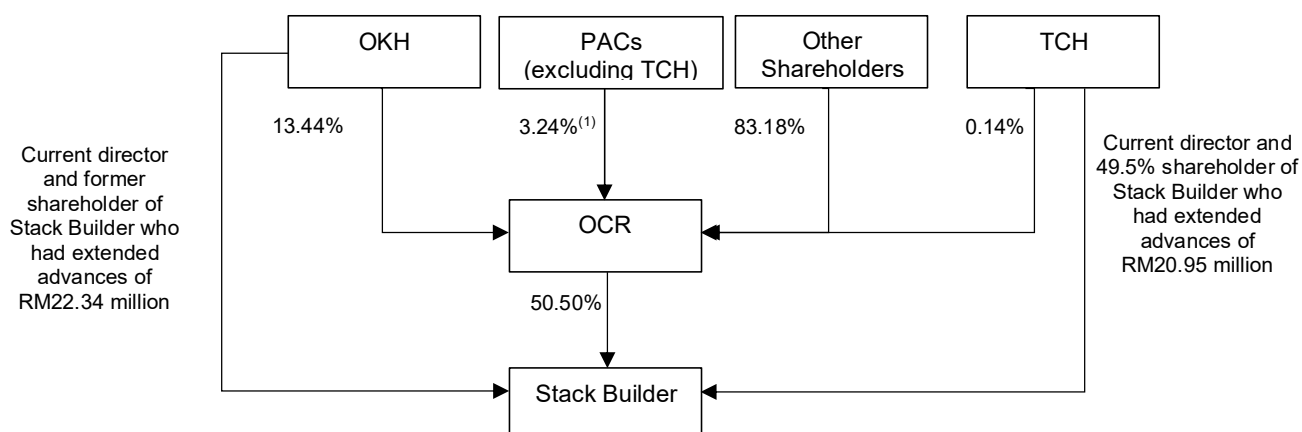 OKH
PACs
(excluding TCH)
Other
Shareholders
TCH
13.44%
3.24%(1)
83.18%
0.14%
Current director
and former
shareholder of
Stack Builder who
had extended
advances of
RM22.34 million
Current director and
49.5% shareholder of
Stack Builder who
had extended
advances of
RM20.95 million
OCR
50.50%
Stack Builder